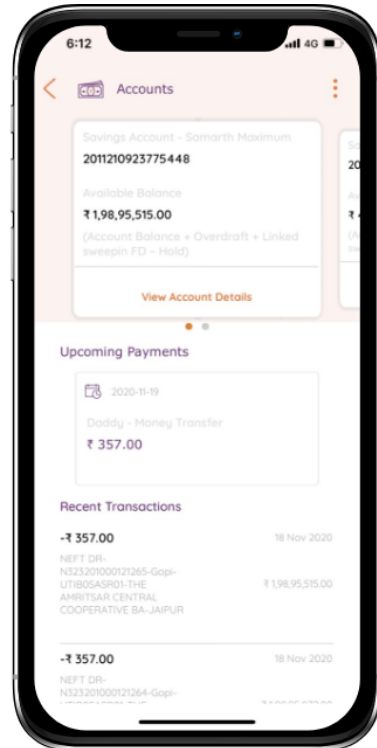 6:12
4G
Accounts
Savings Account - Samarth Maximum
2011210923775448
Available Balance
₹ 1,98,95,515.00
(Account Balance + Overdraft + Linked
sweepin FD – Hold)
View Account Details
20
₹
Upcoming Payments
2020-11-19
Daddy - Money Transfer
₹ 357.00
Recent Transactions
-₹ 357.00
18 Nov 2020
NEFT DR-
N323201000121265-Gopi-
UTIB0SASR01-THE
AMRITSAR CENTRAL
COOPERATIVE BA-JAIPUR
₹ 1,98,95,515.00
-₹ 357.00
18 Nov 2020
NEFT DR-
N323201000121264-Gopi-